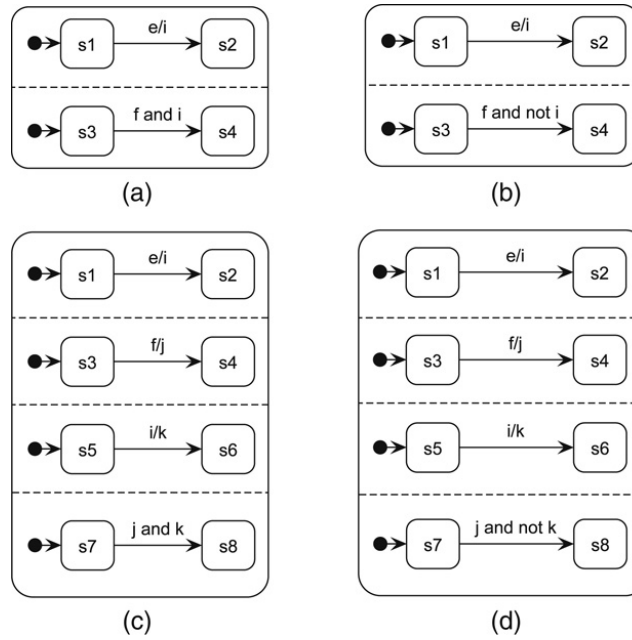 s1 e/i s2
s3 f and i s4
(a)
s1 e/i s2
s3 f and not i s4
(b)
s1 e/i s2
s3 f/j s4
s5 i/k s6
s7 j and k s8
(c)
s1 e/i s2
s3 f/j s4
s5 i/k s6
s7 j and not k s8
(d)